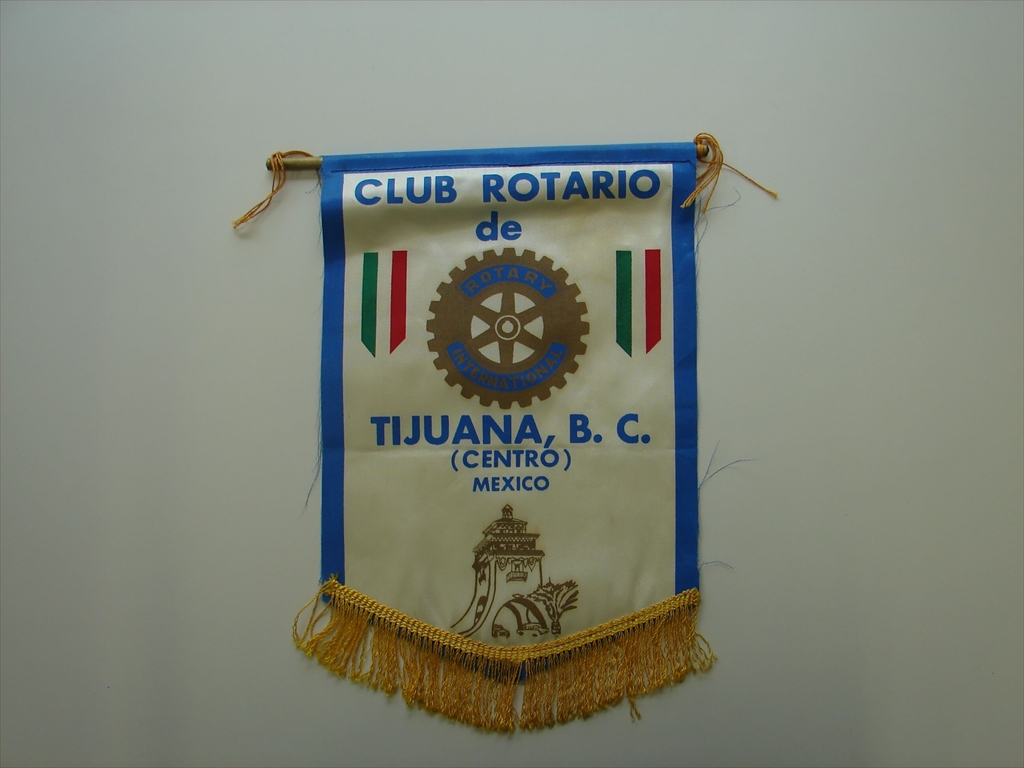 CLUB ROTARIO
de
ROTARY
INTERNATIONAL
TIJUANA, B. C.
(CENTRO)
MEXICO